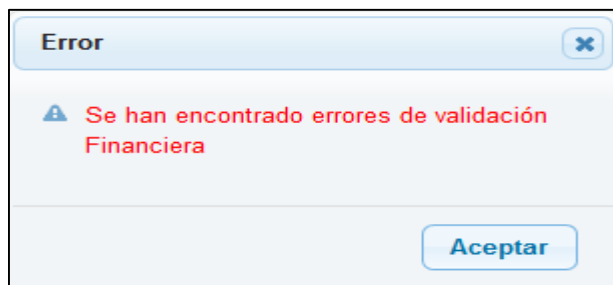 Error
Se han encontrado errores de validación
Financiera
Aceptar